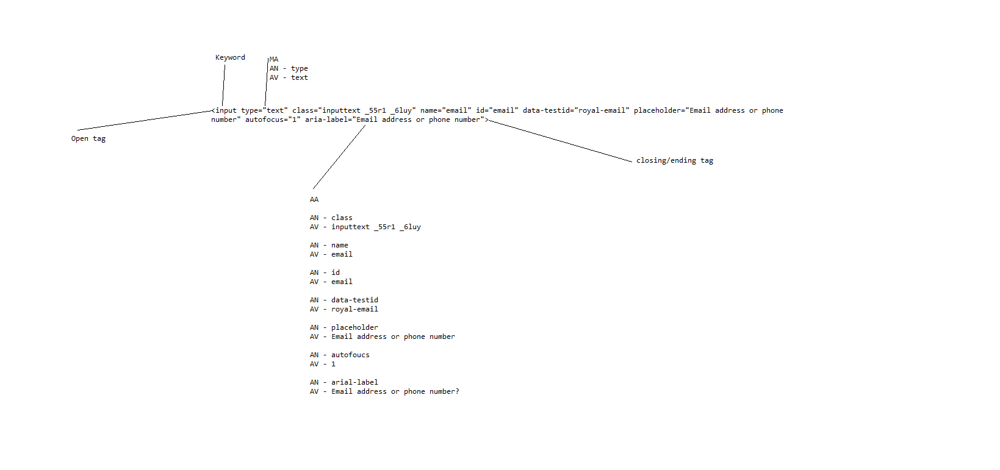 Keyword
MA
AN - type
AV - text
<input type="text" class="inputtext _55r1 _6luy" name="email" id="email" data-testid="royal-email" placeholder="Email address or phone
number" autofocus="1" aria-label="Email address or phone number">
Open tag
closing/ending tag
AA
AN - class
AV - inputtext _55r1 _6luy
AN - name
AV - email
AN - id
AV - email
AN - data-testid
AV - royal-email
AN - placeholder
AV - Email address or phone number
AN - autofoucs
AV - 1
AN - arial-label
AV - Email address or phone number?